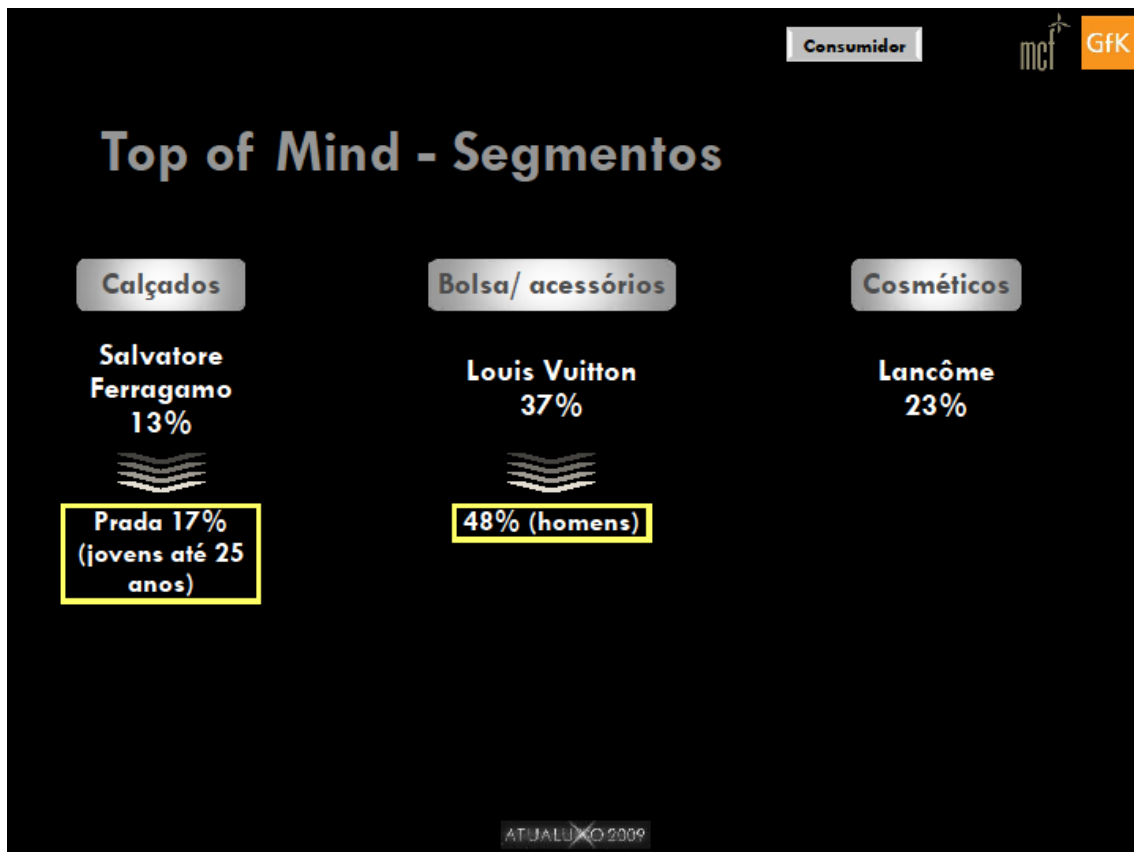 Consumidor
mcf
GfK
Top of Mind - Segmentos
Calçados
Bolsa/ acessórios
Cosméticos
Salvatore
Ferragamo
13%
Louis Vuitton
37%
Lancôme
23%
Prada 17%
(jovens até 25
anos)
48% (homens)
ATUALUXO 2009